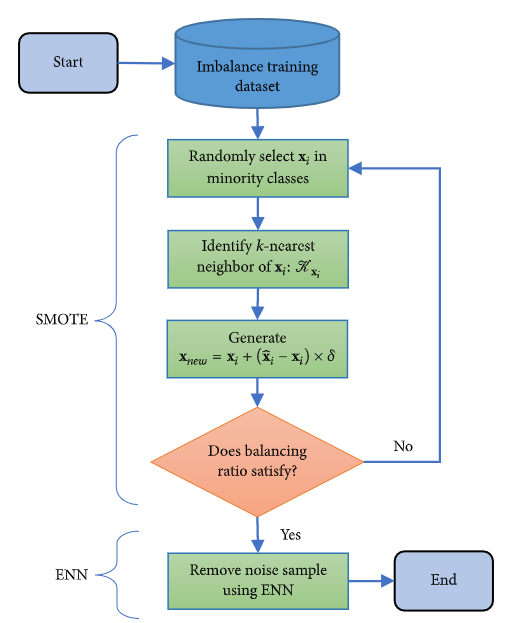 Start
Imbalance training
dataset
Randomly select xᵢ in
minority classes
Identify k-nearest
neighbor of xᵢ: 𝒦ₓᵢ
Generate
x_new = xᵢ + (x̂ᵢ − xᵢ) × δ
SMOTE
Does balancing
ratio satisfy?
No
Yes
ENN
Remove noise sample
using ENN
End